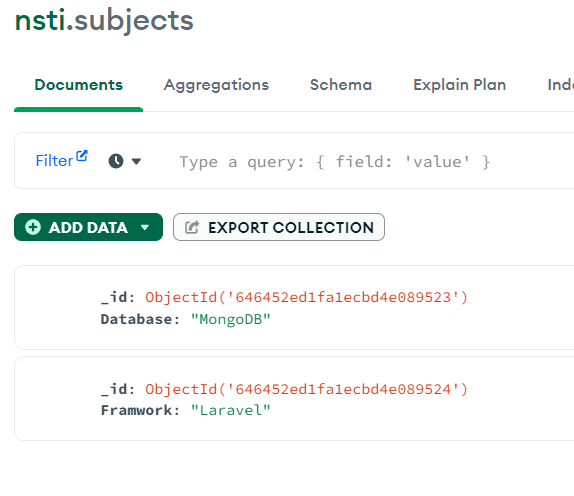 nsti.subjects
Documents Aggregations Schema Explain Plan Ind
Filter Type a query: { field: 'value' }
ADD DATA EXPORT COLLECTION
_id: ObjectId('646452ed1fa1ecbd4e089523')
Database: "MongoDB"
_id: ObjectId('646452ed1fa1ecbd4e089524')
Framwork: "Laravel"